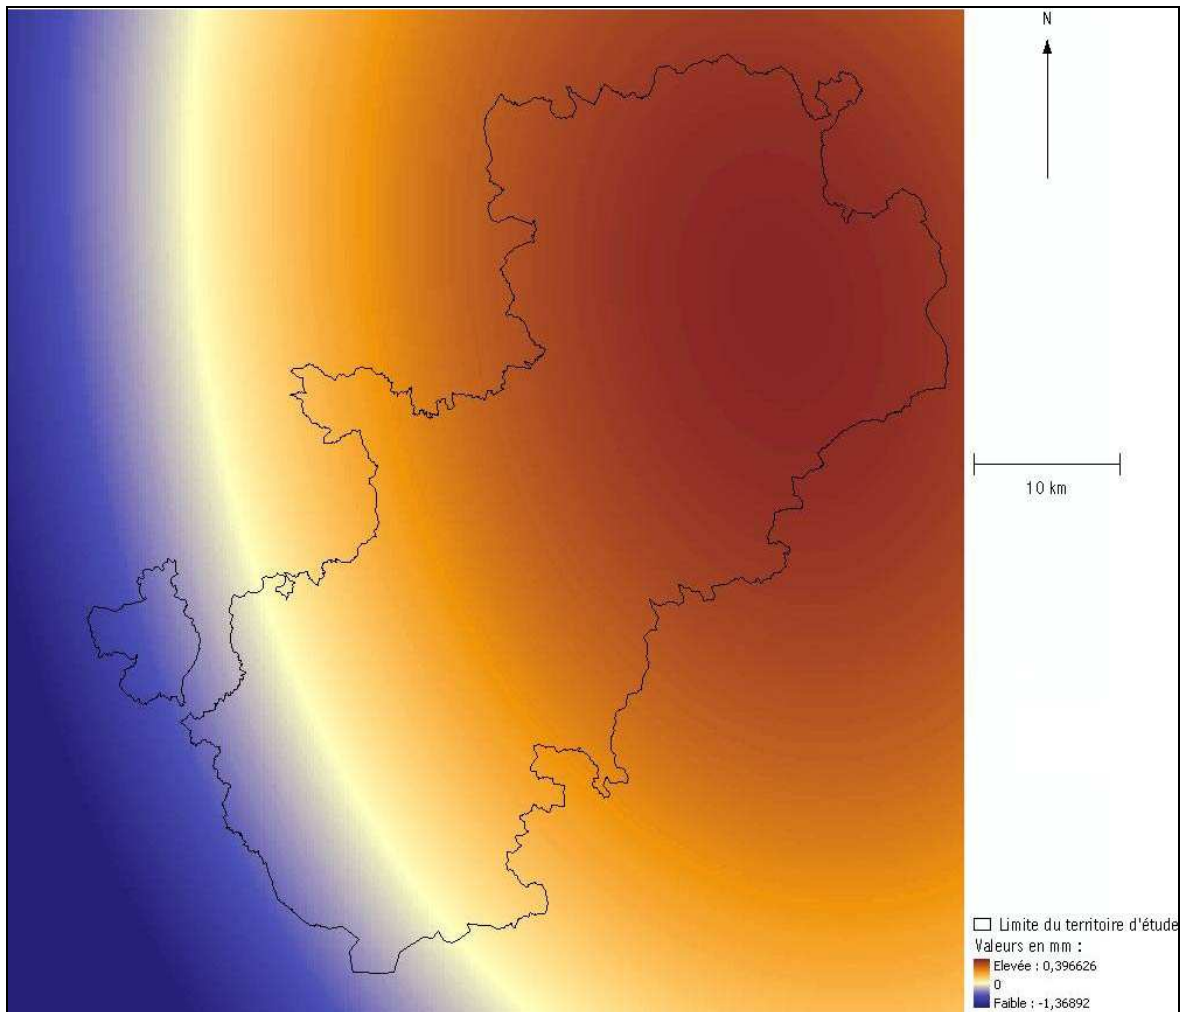 N
10 km
Limite du territoire d'étude
Valeurs en mm :
Elevée : 0,396626
0
Faible : -1,36892